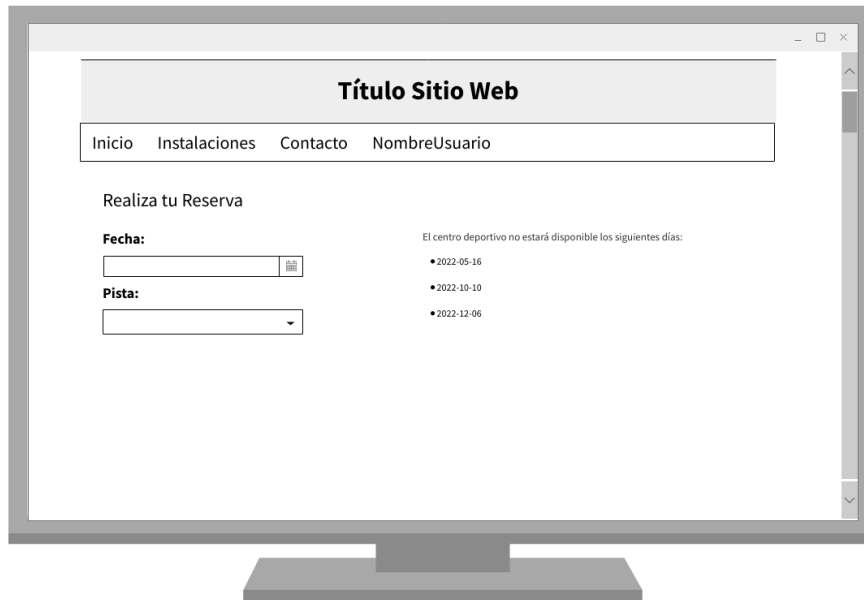 Título Sitio Web
Inicio Instalaciones Contacto NombreUsuario
Realiza tu Reserva
Fecha:
Pista:
El centro deportivo no estará disponible los siguientes días:
2022-05-16
2022-10-10
2022-12-06